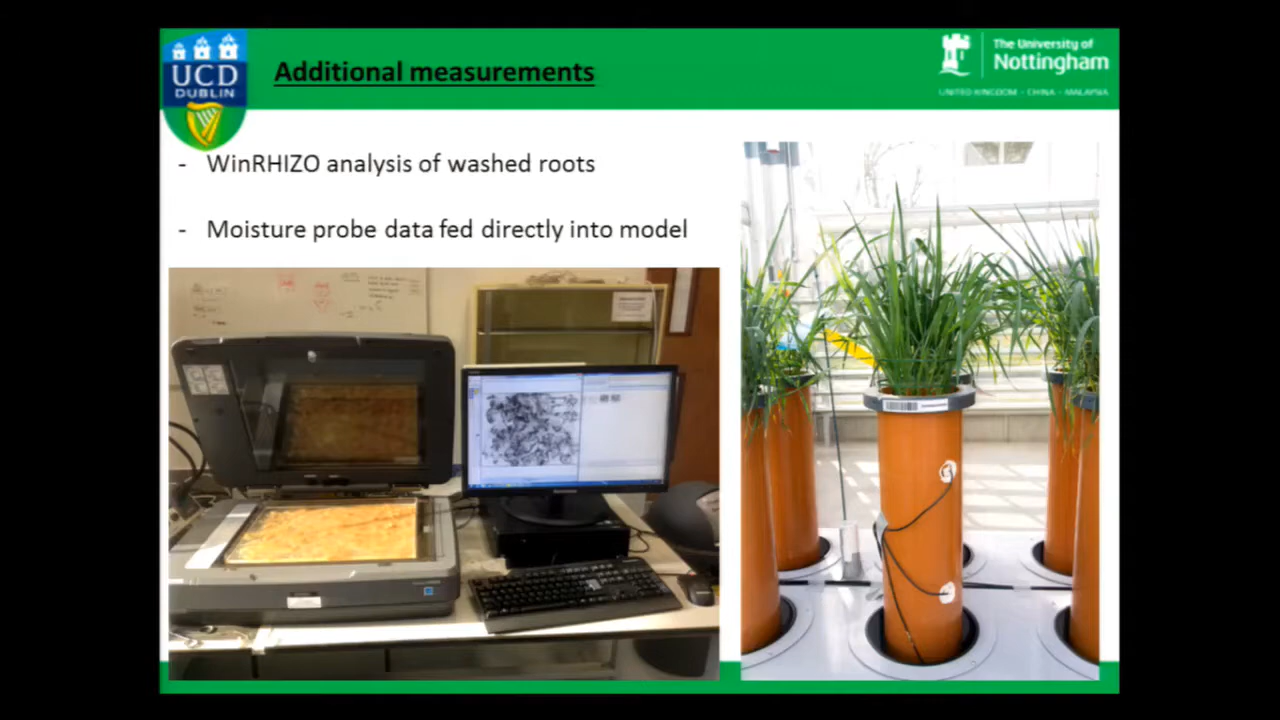 UCD
DUBLIN
Additional measurements
The University of
Nottingham
UNITED KINGDOM · CHINA · MALAYSIA
- WinRHIZO analysis of washed roots
- Moisture probe data fed directly into model